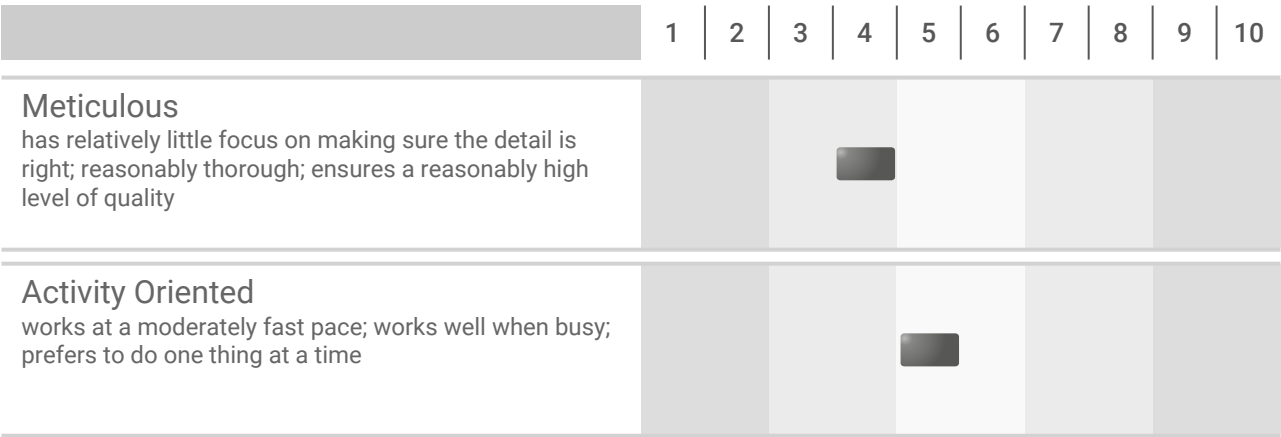 1 2 3 4 5 6 7 8 9 10
Meticulous
has relatively little focus on making sure the detail is
right; reasonably thorough; ensures a reasonably high
level of quality
Activity Oriented
works at a moderately fast pace; works well when busy;
prefers to do one thing at a time